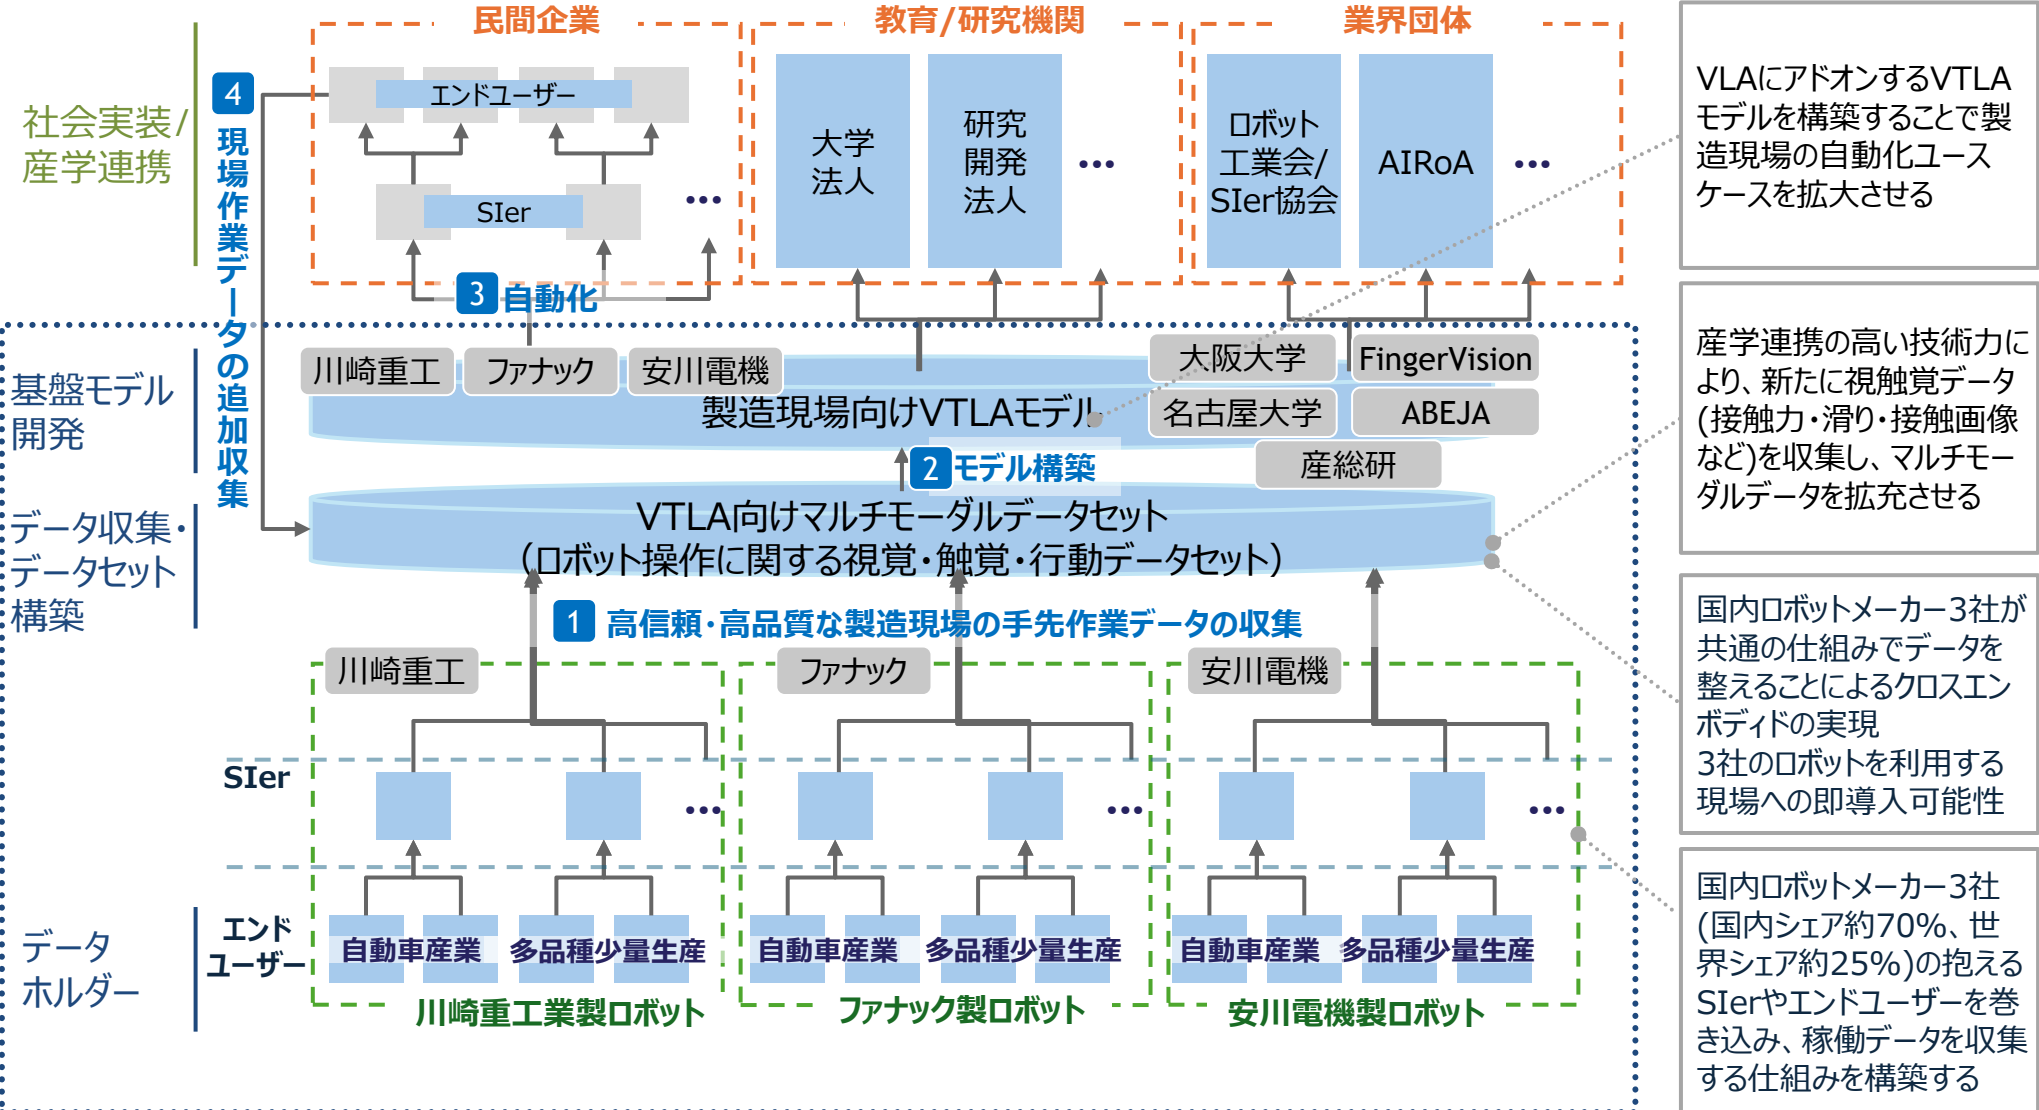 民間企業
教育/研究機関
業界団体
社会実装/
産学連携
4
現場作業データの追加収集
エンドユーザー
SIer
...
3 自動化
大学
法人
研究
開発
法人
...
ロボット
工業会/
SIer協会
AIRoA
...
VLAにアドオンするVTLA
モデルを構築することで製
造現場の自動化ユース
ケースを拡大させる
基盤モデル
開発
川崎重工
ファナック
安川電機
大阪大学
FingerVision
製造現場向けVTLAモデル
名古屋大学
ABEJA
2 モデル構築
産総研
産学連携の高い技術力に
より、新たに視触覚データ
(接触力・滑り・接触画像
など)を収集し、マルチモー
ダルデータを拡充させる
データ収集・
データセット
構築
VTLA向けマルチモーダルデータセット
（ロボット操作に関する視覚・触覚・行動データセット）
1 高信頼・高品質な製造現場の手先作業データの収集
国内ロボットメーカー3社が
共通の仕組みでデータを
整えることによるクロスエン
ボディドの実現
3社のロボットを利用する
現場への即導入可能性
川崎重工
ファナック
安川電機
SIer
...
...
...
データ
ホルダー
エンド
ユーザー
自動車産業
多品種少量生産
自動車産業
多品種少量生産
自動車産業
多品種少量生産
川崎重工業製ロボット
ファナック製ロボット
安川電機製ロボット
国内ロボットメーカー3社
(国内シェア約70%、世
界シェア約25%)の抱える
SIerやエンドユーザーを巻
き込み、稼働データを収集
する仕組みを構築する